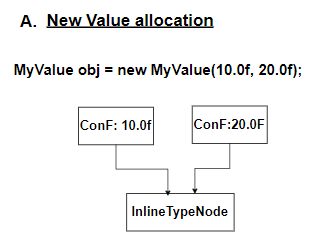 A. New Value allocation
MyValue obj = new MyValue(10.0f, 20.0f);
ConF: 10.0f
ConF:20.0F
InlineTypeNode